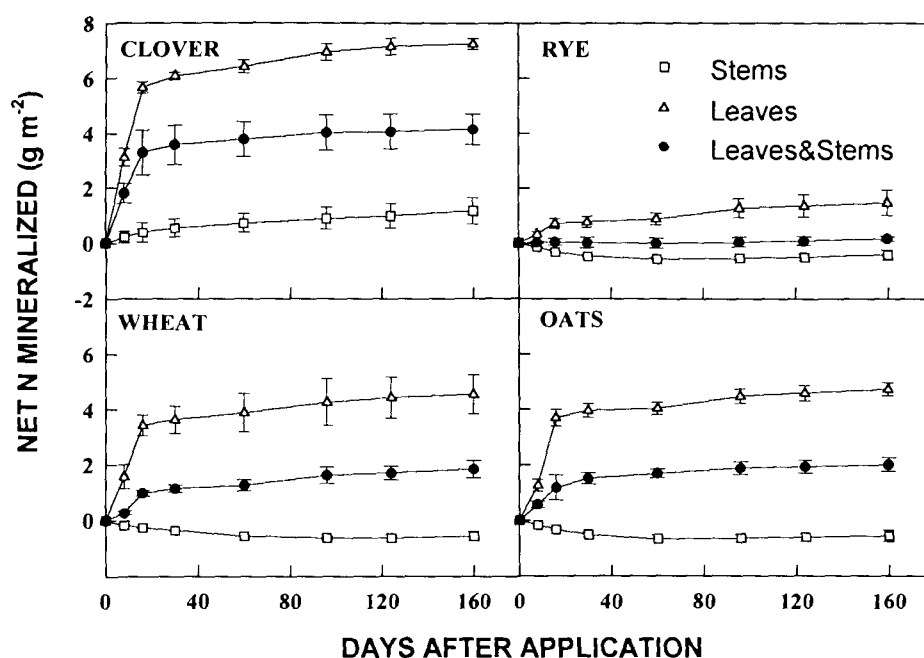 8
6
4
2
0
-2
CLOVER
RYE
Stems
Leaves
Leaves&Stems
NET N MINERALIZED (g m⁻²)
WHEAT
OATS
6
4
2
0
0 40 80 120 160
0 40 80 120 160
DAYS AFTER APPLICATION